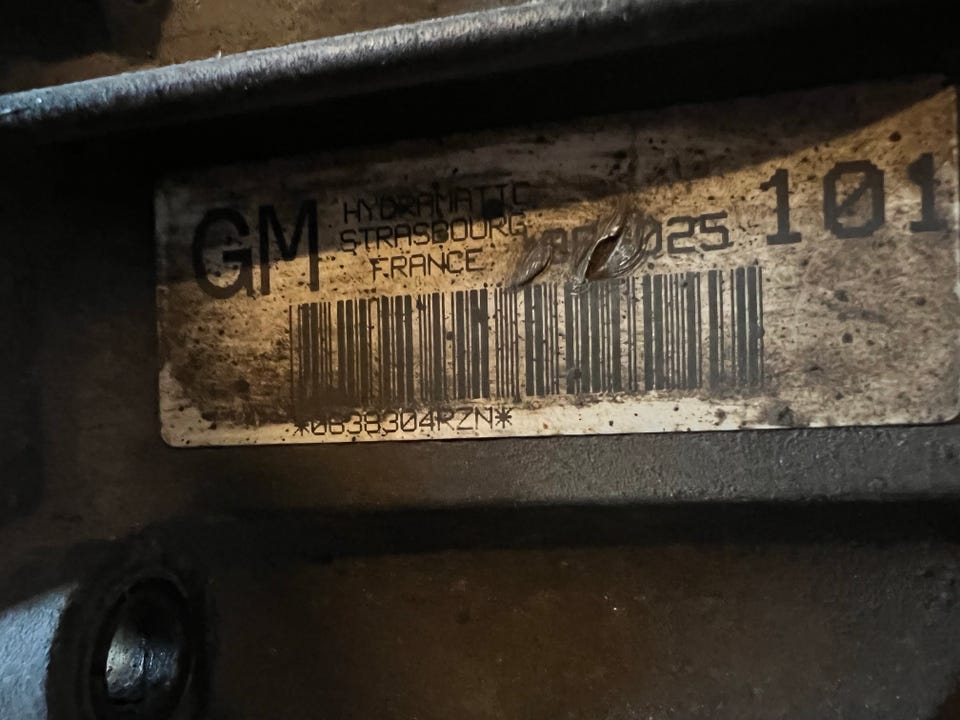 GM
HYDRAMATIC
STRASBOURG
FRANCE
101
*0638304RZN*